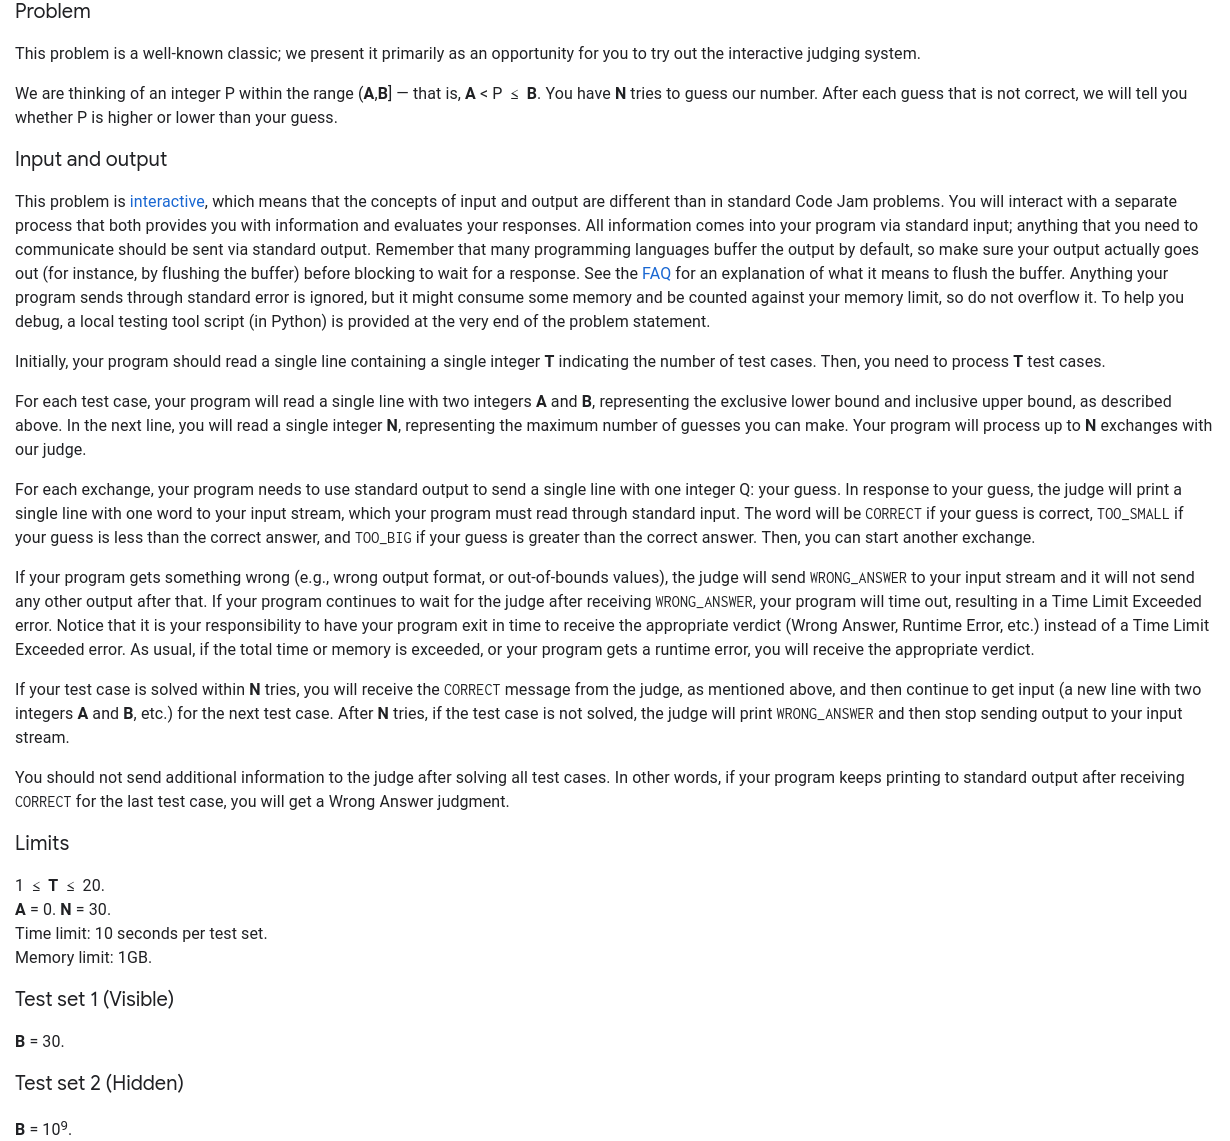 Problem
This problem is a well-known classic; we present it primarily as an opportunity for you to try out the interactive judging system.
We are thinking of an integer P within the range (A,B] — that is, A < P ≤ B. You have N tries to guess our number. After each guess that is not correct, we will tell you
whether P is higher or lower than your guess.
Input and output
This problem is interactive, which means that the concepts of input and output are different than in standard Code Jam problems. You will interact with a separate
process that both provides you with information and evaluates your responses. All information comes into your program via standard input; anything that you need to
communicate should be sent via standard output. Remember that many programming languages buffer the output by default, so make sure your output actually goes
out (for instance, by flushing the buffer) before blocking to wait for a response. See the FAQ for an explanation of what it means to flush the buffer. Anything your
program sends through standard error is ignored, but it might consume some memory and be counted against your memory limit, so do not overflow it. To help you
debug, a local testing tool script (in Python) is provided at the very end of the problem statement.
Initially, your program should read a single line containing a single integer T indicating the number of test cases. Then, you need to process T test cases.
For each test case, your program will read a single line with two integers A and B, representing the exclusive lower bound and inclusive upper bound, as described
above. In the next line, you will read a single integer N, representing the maximum number of guesses you can make. Your program will process up to N exchanges with
our judge.
For each exchange, your program needs to use standard output to send a single line with one integer Q: your guess. In response to your guess, the judge will print a
single line with one word to your input stream, which your program must read through standard input. The word will be CORRECT if your guess is correct, TOO_SMALL if
your guess is less than the correct answer, and TOO_BIG if your guess is greater than the correct answer. Then, you can start another exchange.
If your program gets something wrong (e.g., wrong output format, or out-of-bounds values), the judge will send WRONG_ANSWER to your input stream and it will not send
any other output after that. If your program continues to wait for the judge after receiving WRONG_ANSWER, your program will time out, resulting in a Time Limit Exceeded
error. Notice that it is your responsibility to have your program exit in time to receive the appropriate verdict (Wrong Answer, Runtime Error, etc.) instead of a Time Limit
Exceeded error. As usual, if the total time or memory is exceeded, or your program gets a runtime error, you will receive the appropriate verdict.
If your test case is solved within N tries, you will receive the CORRECT message from the judge, as mentioned above, and then continue to get input (a new line with two
integers A and B, etc.) for the next test case. After N tries, if the test case is not solved, the judge will print WRONG_ANSWER and then stop sending output to your input
stream.
You should not send additional information to the judge after solving all test cases. In other words, if your program keeps printing to standard output after receiving
CORRECT for the last test case, you will get a Wrong Answer judgment.
Limits
1 ≤ T ≤ 20.
A = 0. N = 30.
Time limit: 10 seconds per test set.
Memory limit: 1GB.
Test set 1 (Visible)
B = 30.
Test set 2 (Hidden)
B = 10⁹.